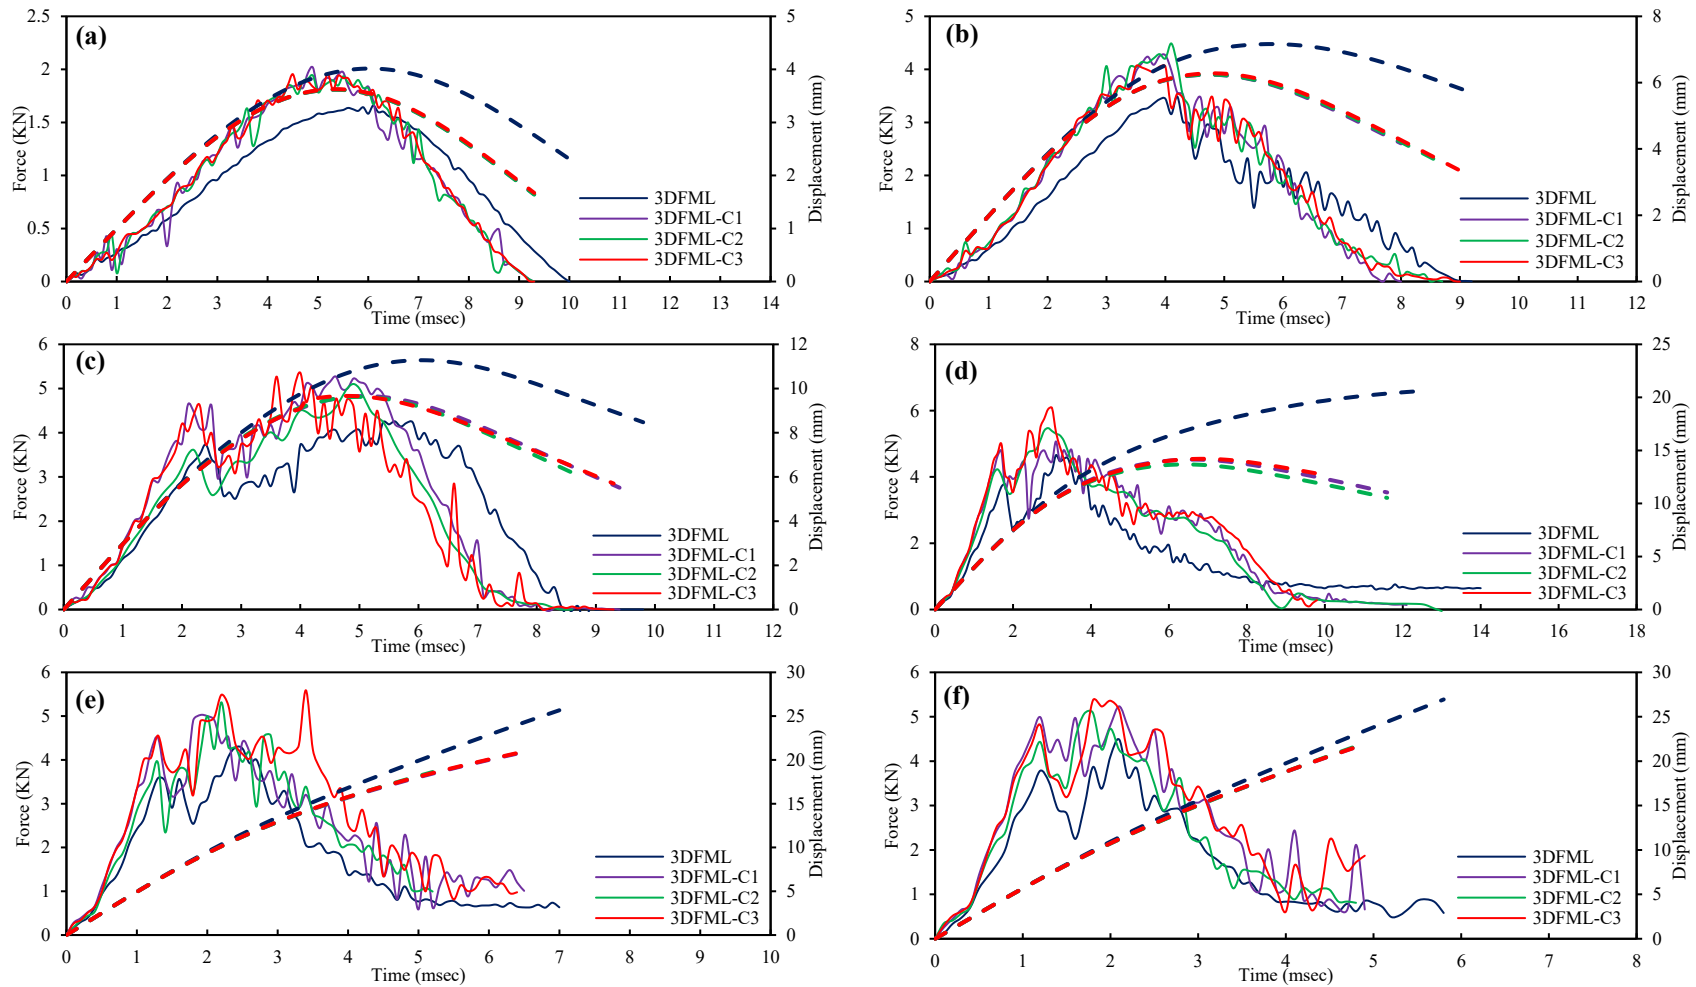 (a)
Force (KN)
2.5
2
1.5
1
0.5
0
0 1 2 3 4 5 6 7 8 9 10 11 12 13 14
Time (msec)
5
4
3
2
1
0
Displacement (mm)
3DFML
3DFML-C1
3DFML-C2
3DFML-C3
(b)
Force (KN)
5
4
3
2
1
0
0 1 2 3 4 5 6 7 8 9 10 11 12
Time (msec)
8
6
4
2
0
Displacement (mm)
3DFML
3DFML-C1
3DFML-C2
3DFML-C3
(c)
Force (KN)
6
5
4
3
2
1
0
0 1 2 3 4 5 6 7 8 9 10 11 12
Time (msec)
12
10
8
6
4
2
0
Displacement (mm)
3DFML
3DFML-C1
3DFML-C2
3DFML-C3
(d)
Force (KN)
8
6
4
2
0
0 2 4 6 8 10 12 14 16 18
Time (msec)
25
20
15
10
5
0
Displacement (mm)
3DFML
3DFML-C1
3DFML-C2
3DFML-C3
(e)
Force (KN)
6
5
4
3
2
1
0
0 1 2 3 4 5 6 7 8 9 10
Time (msec)
30
25
20
15
10
5
0
Displacement (mm)
3DFML
3DFML-C1
3DFML-C2
3DFML-C3
(f)
Force (KN)
6
5
4
3
2
1
0
0 1 2 3 4 5 6 7 8
Time (msec)
30
25
20
15
10
5
0
Displacement (mm)
3DFML
3DFML-C1
3DFML-C2
3DFML-C3